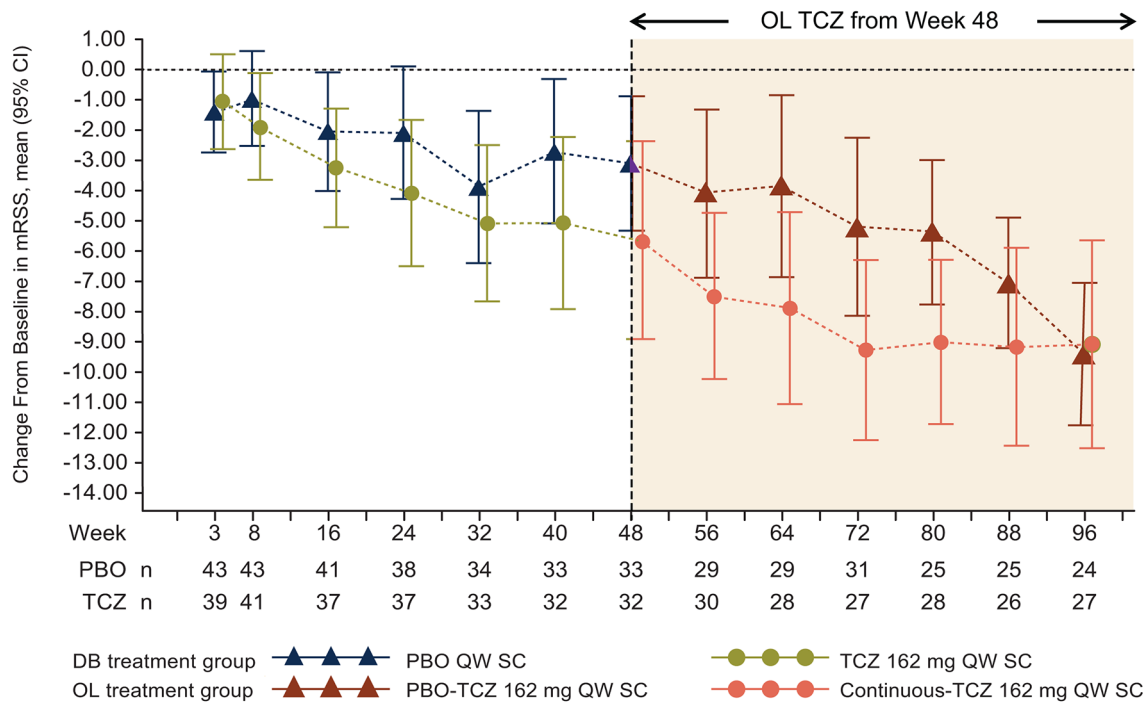 OL TCZ from Week 48
Change From Baseline in mRSS, mean (95% CI)
1.00
0.00
-1.00
-2.00
-3.00
-4.00
-5.00
-6.00
-7.00
-8.00
-9.00
-10.00
-11.00
-12.00
-13.00
-14.00
Week 3 8 16 24 32 40 48 56 64 72 80 88 96
PBO n 43 43 41 38 34 33 33 29 29 31 25 25 24
TCZ n 39 41 37 37 33 32 32 30 28 27 28 26 27
DB treatment group PBO QW SC TCZ 162 mg QW SC
OL treatment group PBO-TCZ 162 mg QW SC Continuous-TCZ 162 mg QW SC